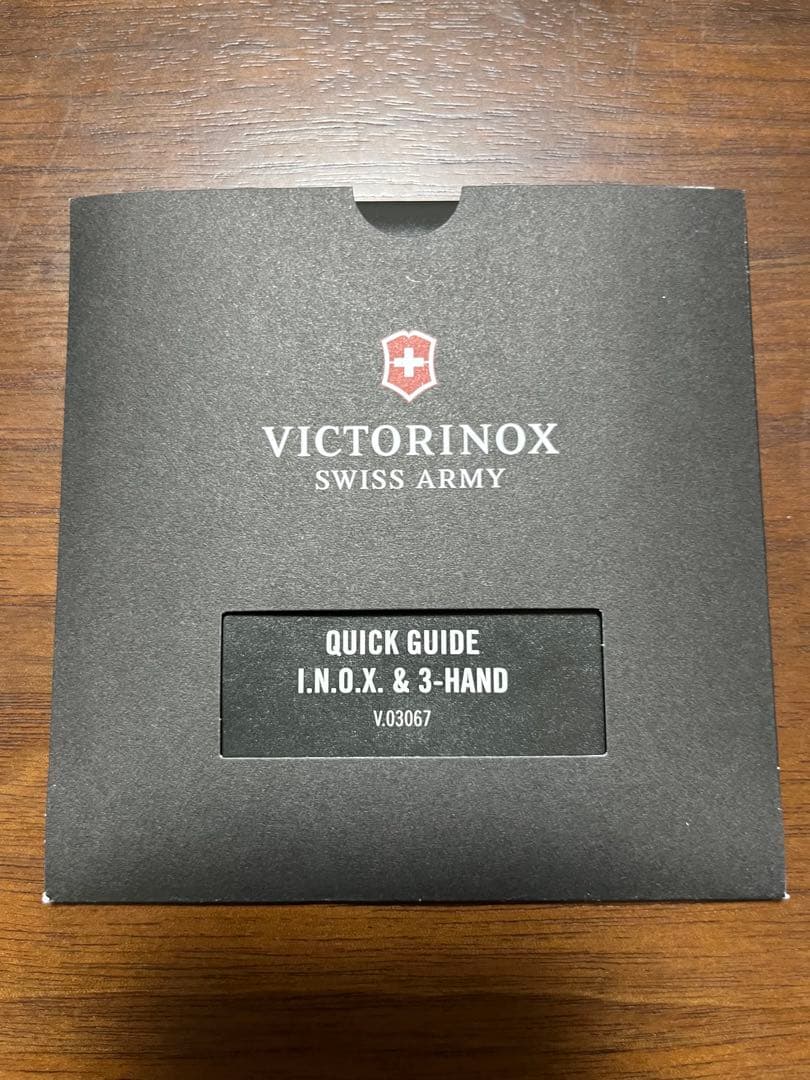 VICTORINOX
SWISS ARMY
QUICK GUIDE
I.N.O.X. & 3-HAND
V.03067